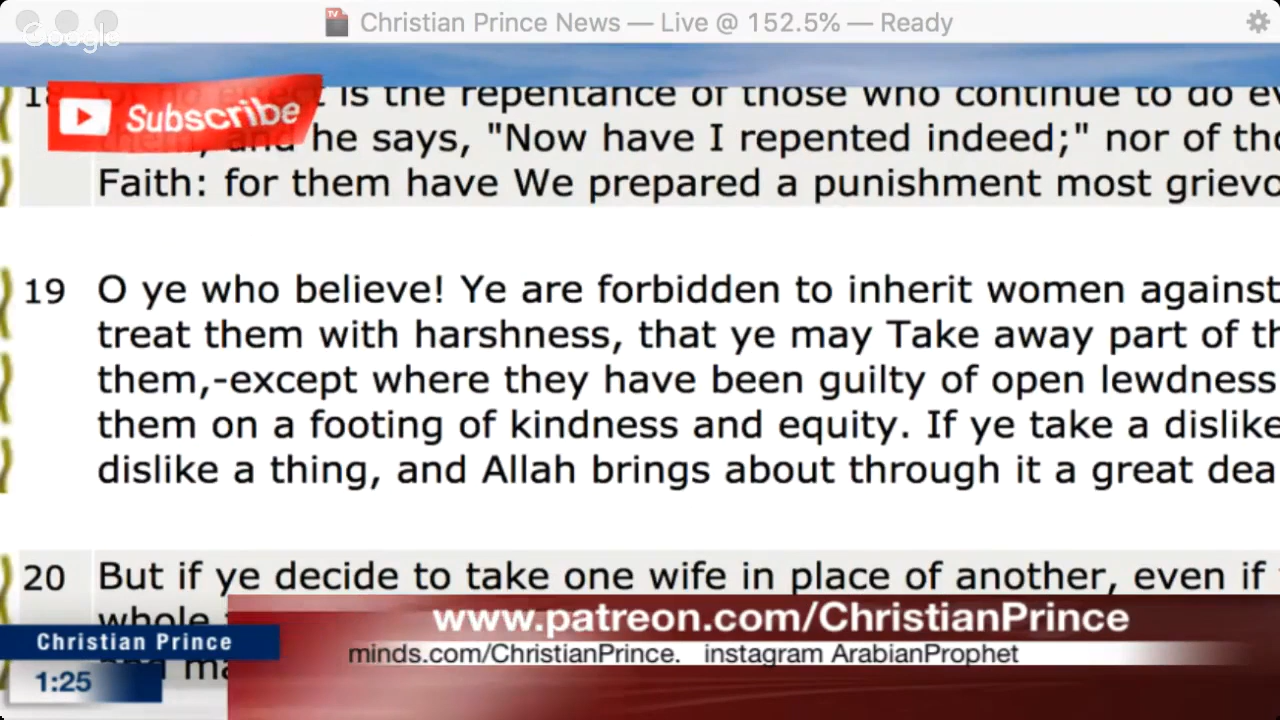 Christian Prince News — Live @ 152.5% — Ready
Google
Subscribe
is the repentance of those who continue to do
and he says, "Now have I repented indeed;" nor of
Faith: for them have We prepared a punishment most
19 O ye who believe! Ye are forbidden to inherit women against
treat them with harshness, that ye may Take away part of
them,-except where they have been guilty of open lewdness
them on a footing of kindness and equity. If ye take a dislike
dislike a thing, and Allah brings about through it a great
20 But if ye decide to take one wife in place of another, even if
whole
www.patreon.com/ChristianPrince
Christian Prince
minds.com/ChristianPrince. instagram ArabianProphet
1:25